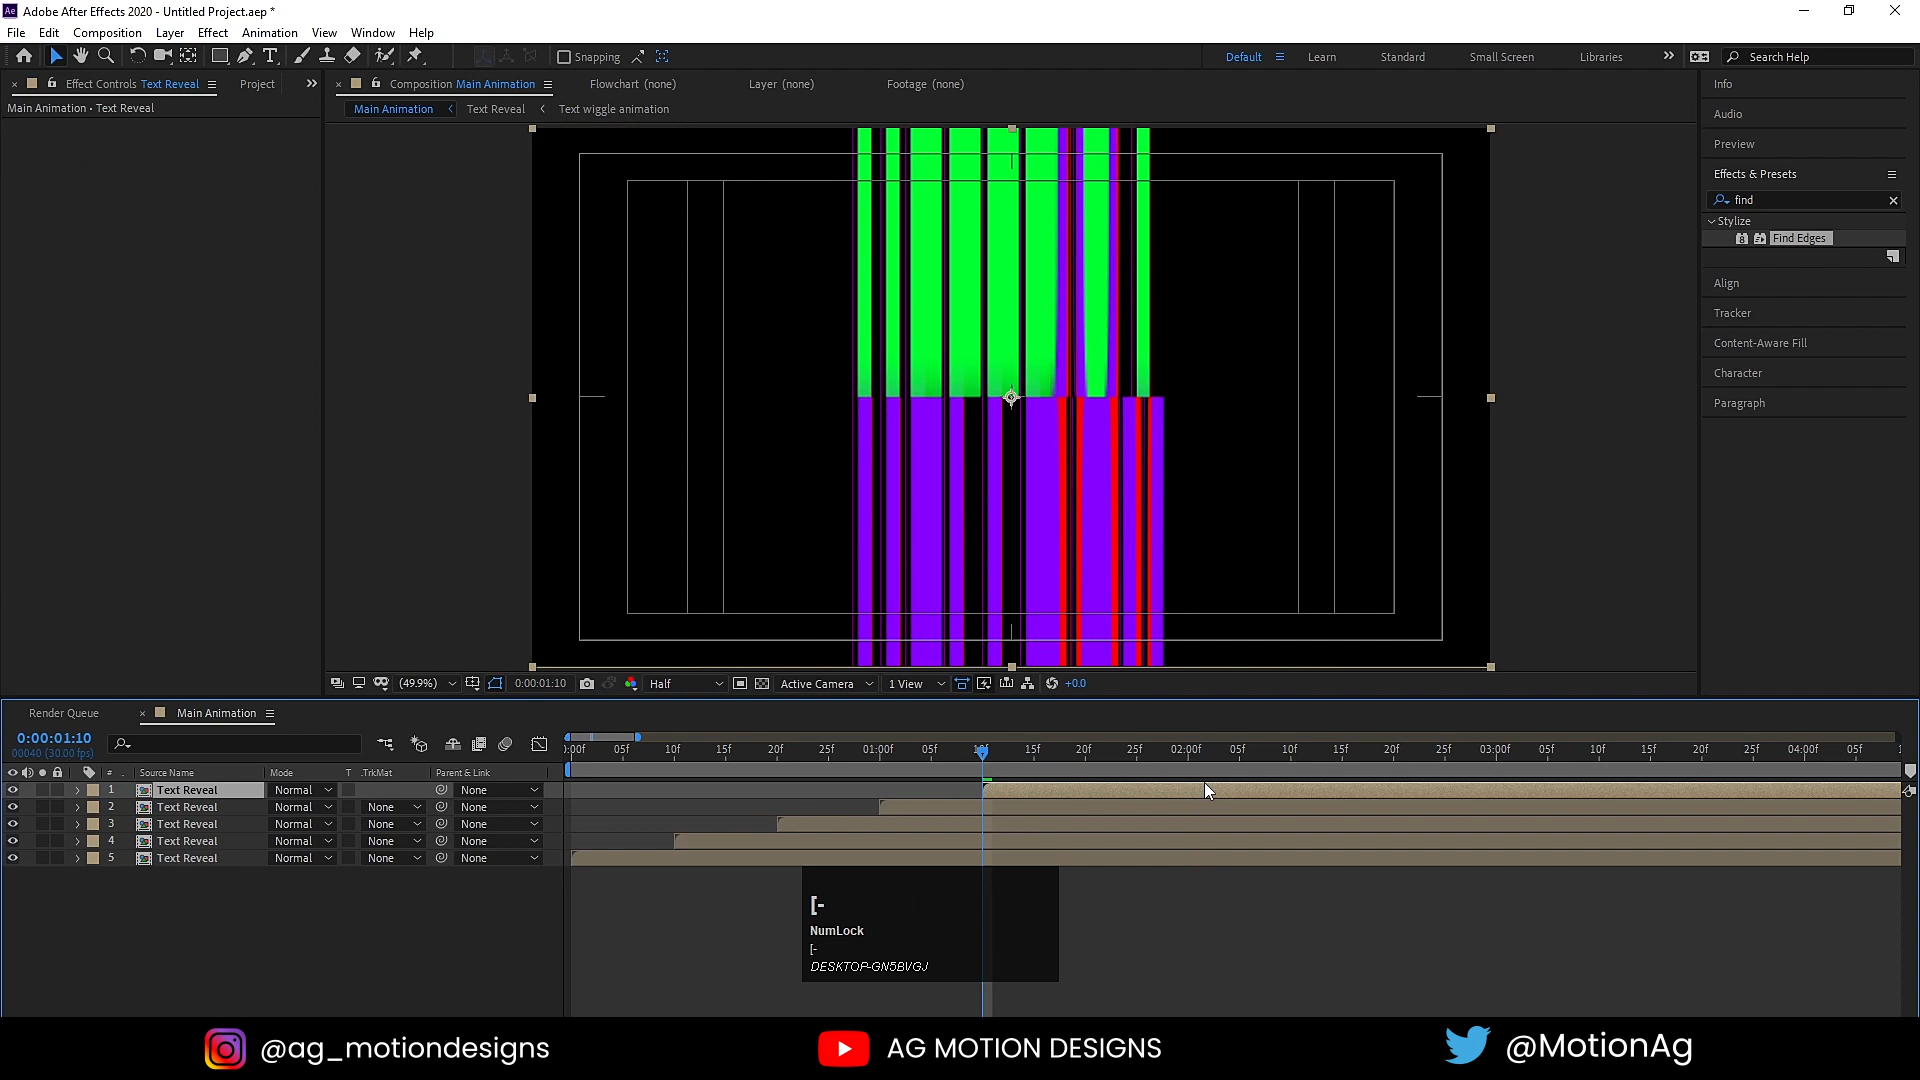 Ae Adobe After Effects 2020 - Untitled Project.aep *
File Edit Composition Layer Effect Animation View Window Help
Snapping
Default Learn Standard Small Screen Libraries Search Help
Effect Controls Text Reveal Project
Main Animation • Text Reveal
Composition Main Animation Flowchart (none) Layer (none) Footage (none)
Main Animation Text Reveal Text wiggle animation
Info
Audio
Preview
Effects & Presets
find
Stylize
Find Edges
Align
Tracker
Content-Aware Fill
Character
Paragraph
(49.9%) 0:00:01:10 Half Active Camera 1 View +0.0
Render Queue Main Animation
0:00:01:10
00040 (30.00 fps)
):00f 05f 10f 15f 20f 25f 01:00f 05f 10f 15f 20f 25f 02:00f 05f 10f 15f 20f 25f 03:00f 05f 10f 15f 20f 25f 04:00f 05f 1
# Source Name Mode T .TrkMat Parent & Link
1 Text Reveal Normal None
2 Text Reveal Normal None None
3 Text Reveal Normal None None
4 Text Reveal Normal None None
5 Text Reveal Normal None None
[-
NumLock
[-
DESKTOP-GN5BVGJ
@ag_motiondesigns AG MOTION DESIGNS @MotionAg